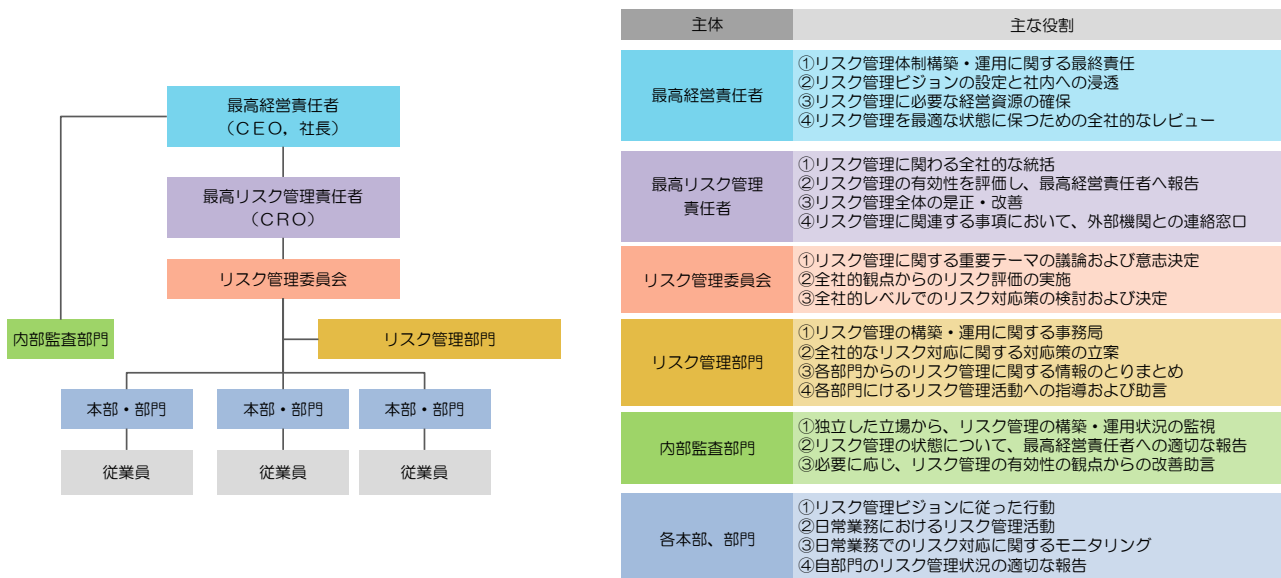 最高経営責任者
（ＣＥＯ，社長）
最高リスク管理責任者
（ＣＲＯ）
リスク管理委員会
内部監査部門
リスク管理部門
本部・部門
本部・部門
本部・部門
従業員
従業員
従業員
主体
主な役割
最高経営責任者
①リスク管理体制構築・運用に関する最終責任
②リスク管理ビジョンの設定と社内への浸透
③リスク管理に必要な経営資源の確保
④リスク管理を最適な状態に保つための全社的なレビュー
最高リスク管理
責任者
①リスク管理に関わる全社的な統括
②リスク管理の有効性を評価し、最高経営責任者へ報告
③リスク管理全体の是正・改善
④リスク管理に関連する事項において、外部機関との連絡窓口
リスク管理委員会
①リスク管理に関する重要テーマの議論および意志決定
②全社的観点からのリスク評価の実施
③全社的レベルでのリスク対応策の検討および決定
リスク管理部門
①リスク管理の構築・運用に関する事務局
②全社的なリスク対応に関する対応策の立案
③各部門からのリスク管理に関する情報のとりまとめ
④各部門にけるリスク管理活動への指導および助言
内部監査部門
①独立した立場から、リスク管理の構築・運用状況の監視
②リスク管理の状態について、最高経営責任者への適切な報告
③必要に応じ、リスク管理の有効性の観点からの改善助言
各本部、部門
①リスク管理ビジョンに従った行動
②日常業務におけるリスク管理活動
③日常業務でのリスク対応に関するモニタリング
④自部門のリスク管理状況の適切な報告